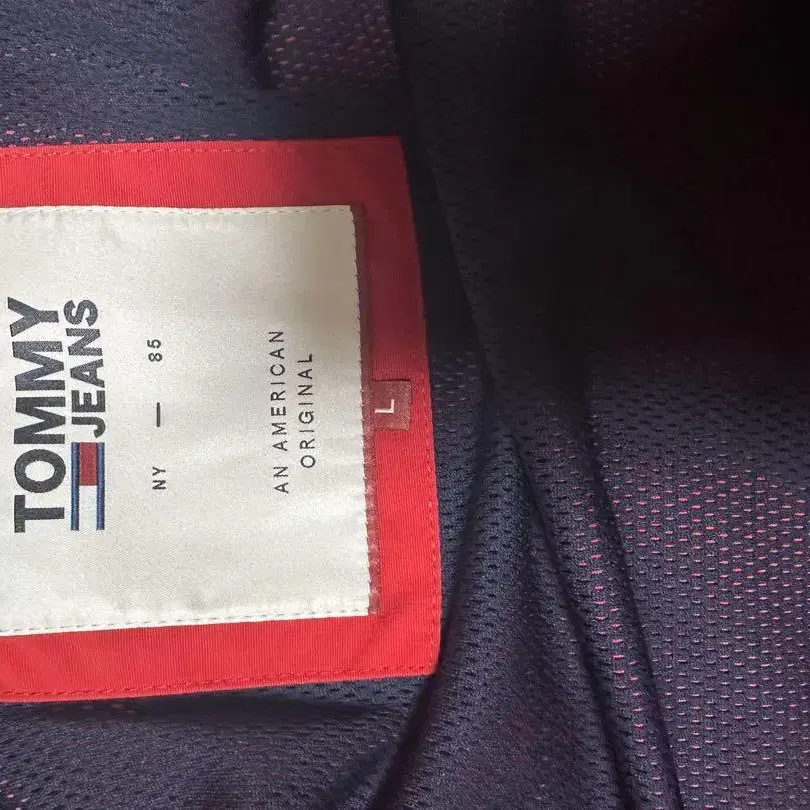 TOMMY
JEANS
NY — 85
AN AMERICAN
ORIGINAL
L